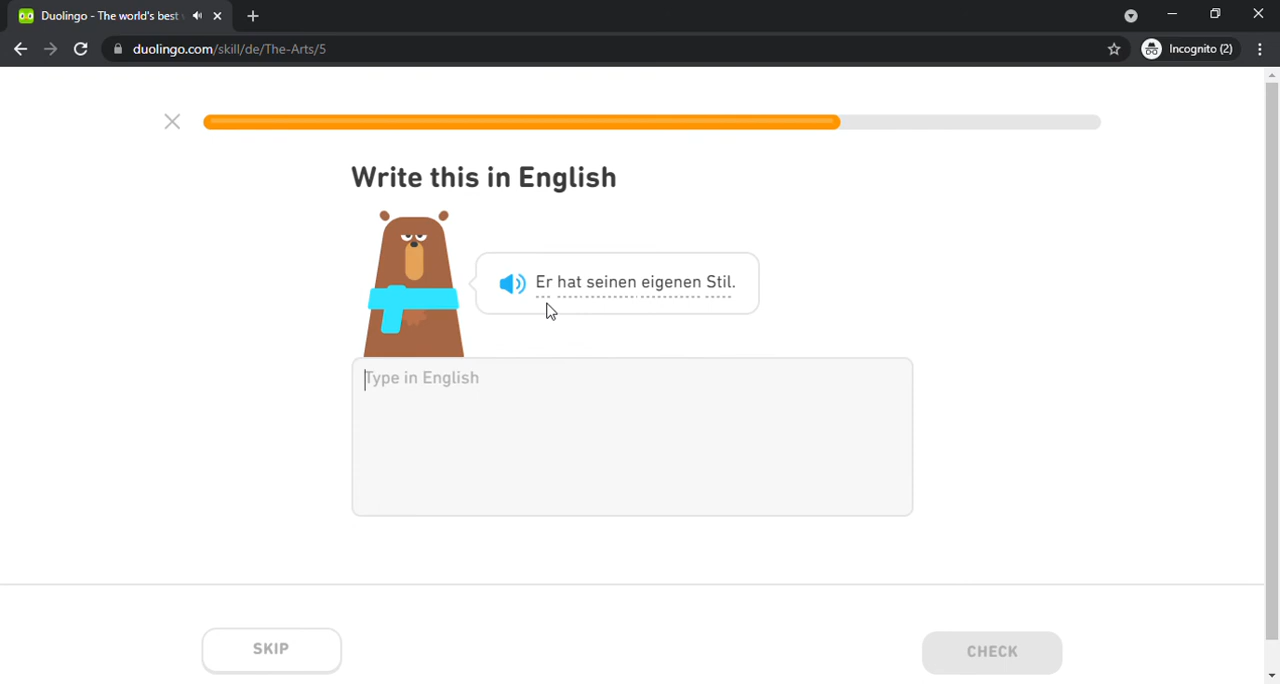 Duolingo - The world's best
duolingo.com/skill/de/The-Arts/5
Incognito (2)
Write this in English
Er hat seinen eigenen Stil.
Type in English
SKIP
CHECK